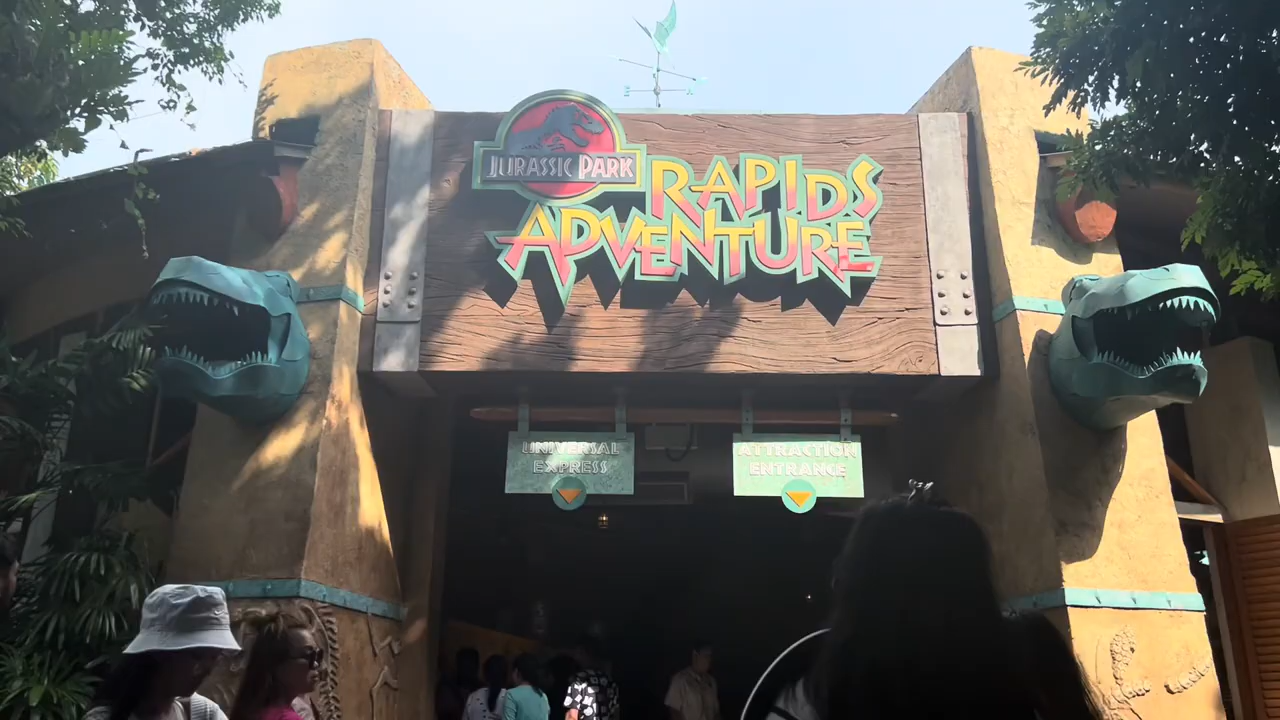 JURASSIC PARK
RAPIDS
ADVENTURE
UNIVERSAL
EXPRESS
ATTRACTION
ENTRANCE